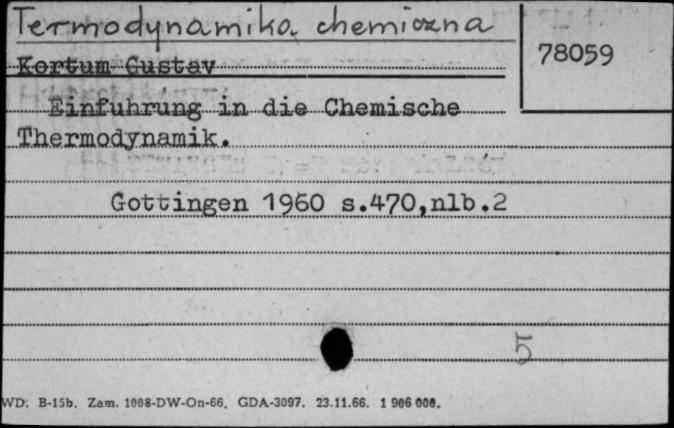 Termodynamika chemiczna
78059
Kortum Gustav
Einfuhrung in die Chemische
Thermodynamik.
Gottingen 1960 s.470,nlb.2
5
WD. B-15b. Zam. 1008-DW-On-66. GDA-3097. 23.11.66. 1 906 000.